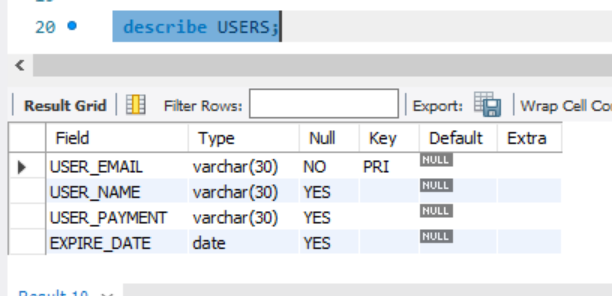 20 describe USERS;
Result Grid Filter Rows: Export: Wrap Cell Co
Field Type Null Key Default Extra
USER_EMAIL varchar(30) NO PRI NULL
USER_NAME varchar(30) YES NULL
USER_PAYMENT varchar(30) YES NULL
EXPIRE_DATE date YES NULL
Result 10